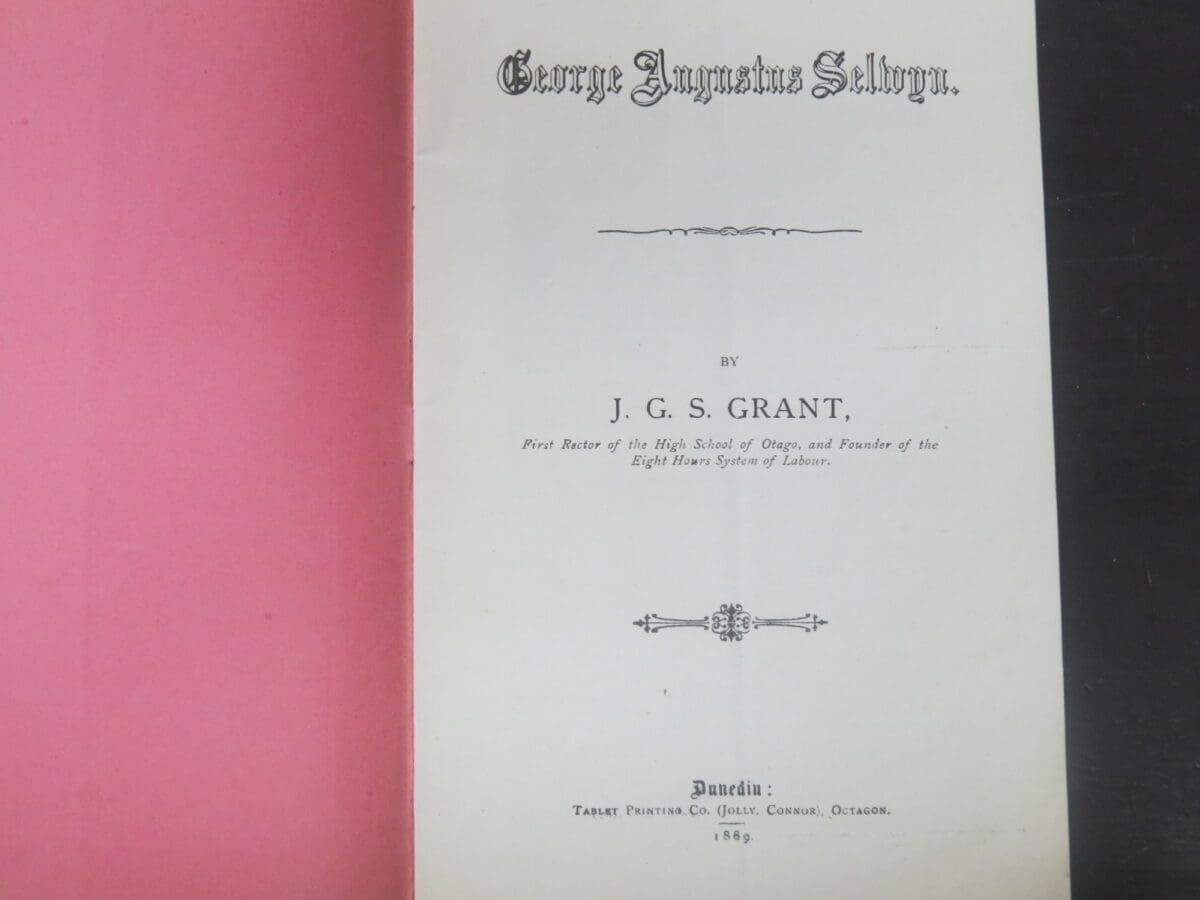 George Augustus Selwyn.
BY
J. G. S. GRANT,
First Rector of the High School of Otago, and Founder of the
Eight Hours System of Labour.
Dunedin:
TABLET PRINTING CO. (JOLLY, CONNOR), OCTAGON.
1889.